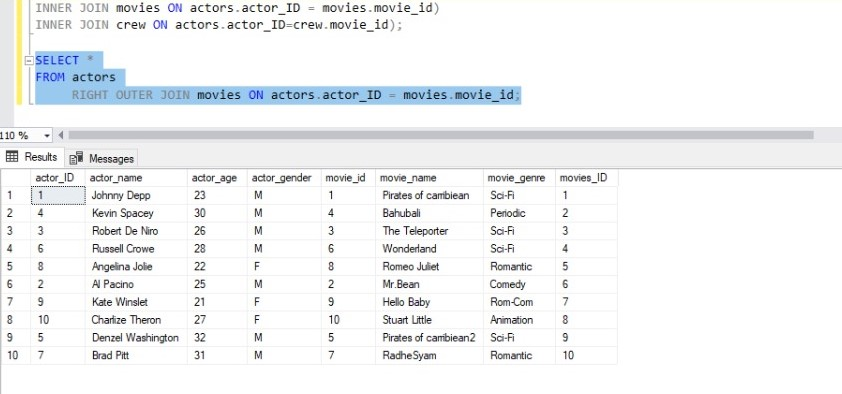 INNER JOIN movies ON actors.actor_ID = movies.movie_id)
INNER JOIN crew ON actors.actor_ID=crew.movie_id);
SELECT *
FROM actors
RIGHT OUTER JOIN movies ON actors.actor_ID = movies.movie_id;
110 %
Results Messages
actor_ID actor_name actor_age actor_gender movie_id movie_name movie_genre movies_ID
1 1 Johnny Depp 23 M 1 Pirates of carribiean Sci-Fi 1
2 4 Kevin Spacey 30 M 4 Bahubali Periodic 2
3 3 Robert De Niro 26 M 3 The Teleporter Sci-Fi 3
4 6 Russell Crowe 28 M 6 Wonderland Sci-Fi 4
5 8 Angelina Jolie 22 F 8 Romeo Juliet Romantic 5
6 2 Al Pacino 25 M 2 Mr.Bean Comedy 6
7 9 Kate Winslet 21 F 9 Hello Baby Rom-Com 7
8 10 Charlize Theron 27 F 10 Stuart Little Animation 8
9 5 Denzel Washington 32 M 5 Pirates of carribiean2 Sci-Fi 9
10 7 Brad Pitt 31 M 7 RadheSyam Romantic 10